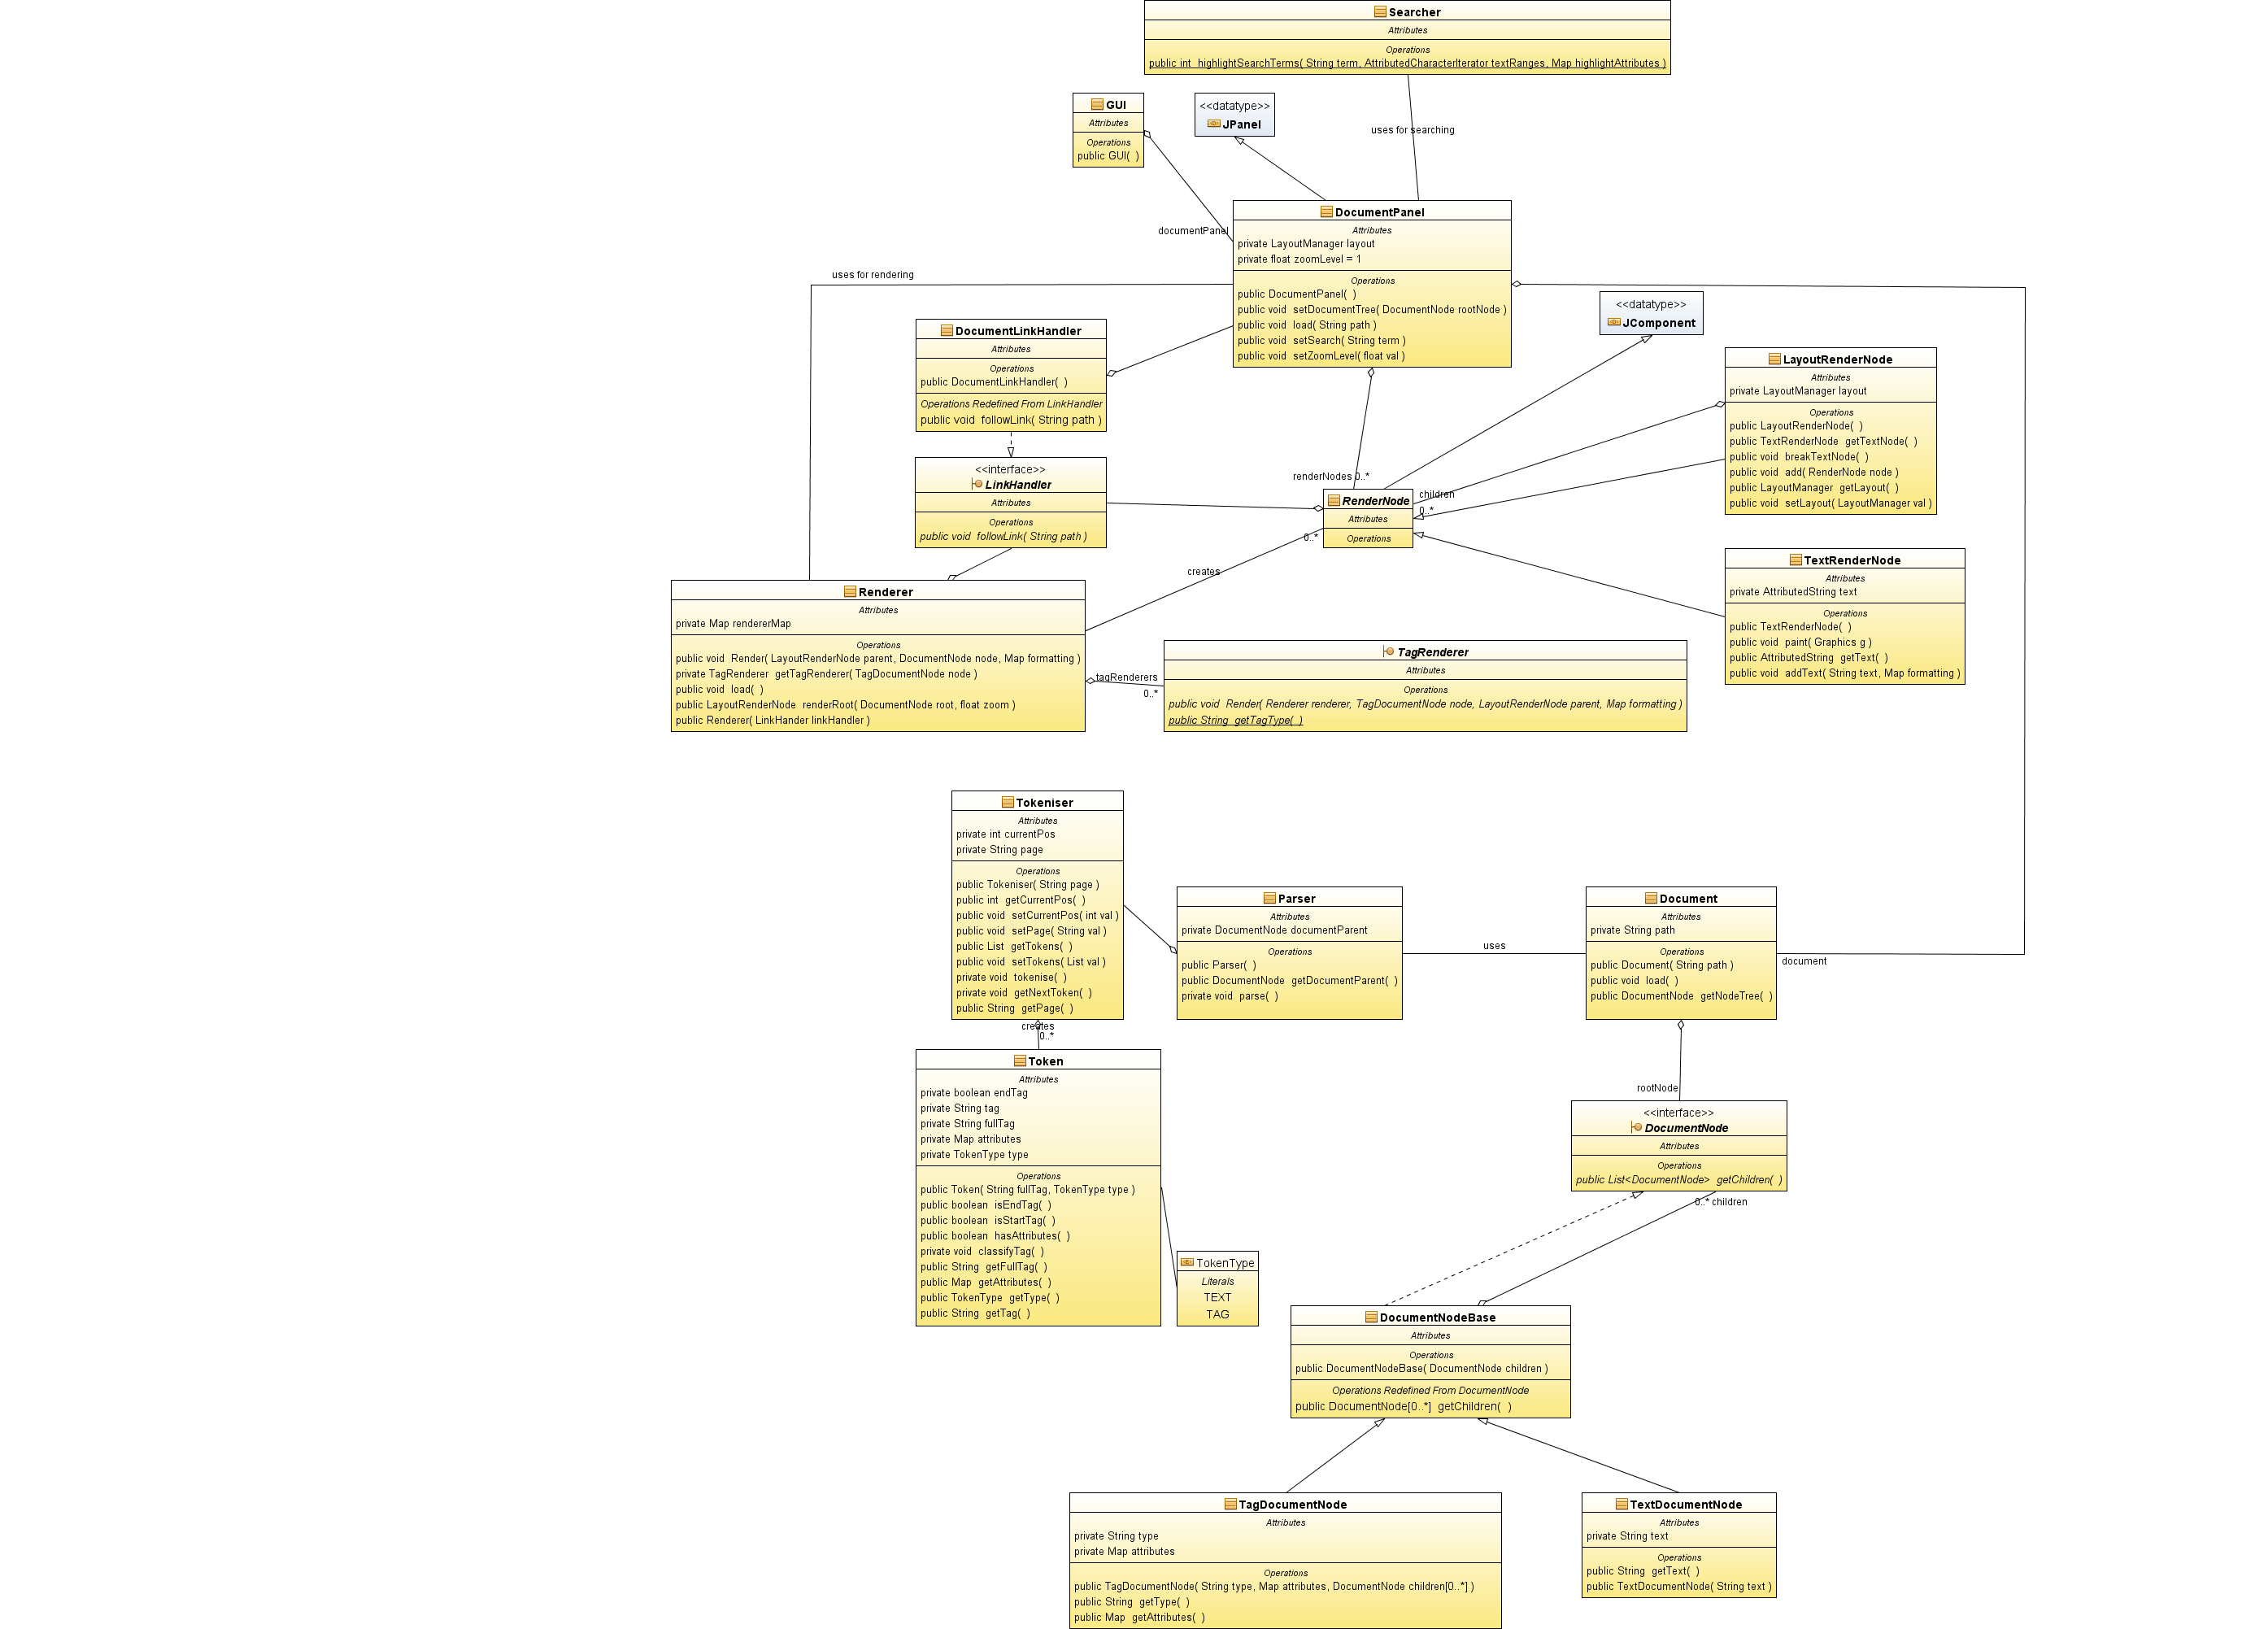 Searcher
Attributes
Operations
public int  highlightSearchTerms( String term, AttributedCharacterIterator textRanges, Map highlightAttributes )
GUI
Attributes
Operations
public GUI(  )
<<datatype>>
JPanel
uses for searching
documentPanel
DocumentPanel
Attributes
private LayoutManager layout
private float zoomLevel = 1
Operations
public DocumentPanel(  )
public void  setDocumentTree( DocumentNode rootNode )
public void  load( String path )
public void  setSearch( String term )
public void  setZoomLevel( float val )
uses for rendering
<<datatype>>
JComponent
DocumentLinkHandler
Attributes
Operations
public DocumentLinkHandler(  )
Operations Redefined From LinkHandler
public void  followLink( String path )
LayoutRenderNode
Attributes
private LayoutManager layout
Operations
public LayoutRenderNode(  )
public TextRenderNode  getTextNode(  )
public void  breakTextNode(  )
public void  add( RenderNode node )
public LayoutManager  getLayout(  )
public void  setLayout( LayoutManager val )
<<interface>>
LinkHandler
Attributes
Operations
public void  followLink( String path )
renderNodes 0..*
RenderNode
Attributes
Operations
children
0..*
0..*
creates
TextRenderNode
Attributes
private AttributedString text
Operations
public TextRenderNode(  )
public void  paint( Graphics g )
public AttributedString  getText(  )
public void  addText( String text, Map formatting )
Renderer
Attributes
private Map rendererMap
Operations
public void  Render( LayoutRenderNode parent, DocumentNode node, Map formatting )
private TagRenderer  getTagRenderer( TagDocumentNode node )
public void  load(  )
public LayoutRenderNode  renderRoot( DocumentNode root, float zoom )
public Renderer( LinkHander linkHandler )
tagRenderers
0..*
TagRenderer
Attributes
Operations
public void  Render( Renderer renderer, TagDocumentNode node, LayoutRenderNode parent, Map formatting )
public String  getTagType(  )
Tokeniser
Attributes
private int currentPos
private String page
Operations
public Tokeniser( String page )
public int  getCurrentPos(  )
public void  setCurrentPos( int val )
public void  setPage( String val )
public List  getTokens(  )
public void  setTokens( List val )
private void  tokenise(  )
private void  getNextToken(  )
public String  getPage(  )
Parser
Attributes
private DocumentNode documentParent
Operations
public Parser(  )
public DocumentNode  getDocumentParent(  )
private void  parse(  )
uses
Document
Attributes
private String path
Operations
public Document( String path )
public void  load(  )
public DocumentNode  getNodeTree(  )
document
creates
0..*
Token
Attributes
private boolean endTag
private String tag
private String fullTag
private Map attributes
private TokenType type
Operations
public Token( String fullTag, TokenType type )
public boolean  isEndTag(  )
public boolean  isStartTag(  )
public boolean  hasAttributes(  )
private void  classifyTag(  )
public String  getFullTag(  )
public Map  getAttributes(  )
public TokenType  getType(  )
public String  getTag(  )
TokenType
Literals
TEXT
TAG
rootNode
<<interface>>
DocumentNode
Attributes
Operations
public List<DocumentNode>  getChildren(  )
0..* children
DocumentNodeBase
Attributes
Operations
public DocumentNodeBase( DocumentNode children )
Operations Redefined From DocumentNode
public DocumentNode[0..*]  getChildren(  )
TagDocumentNode
Attributes
private String type
private Map attributes
Operations
public TagDocumentNode( String type, Map attributes, DocumentNode children[0..*] )
public String  getType(  )
public Map  getAttributes(  )
TextDocumentNode
Attributes
private String text
Operations
public String  getText(  )
public TextDocumentNode( String text )